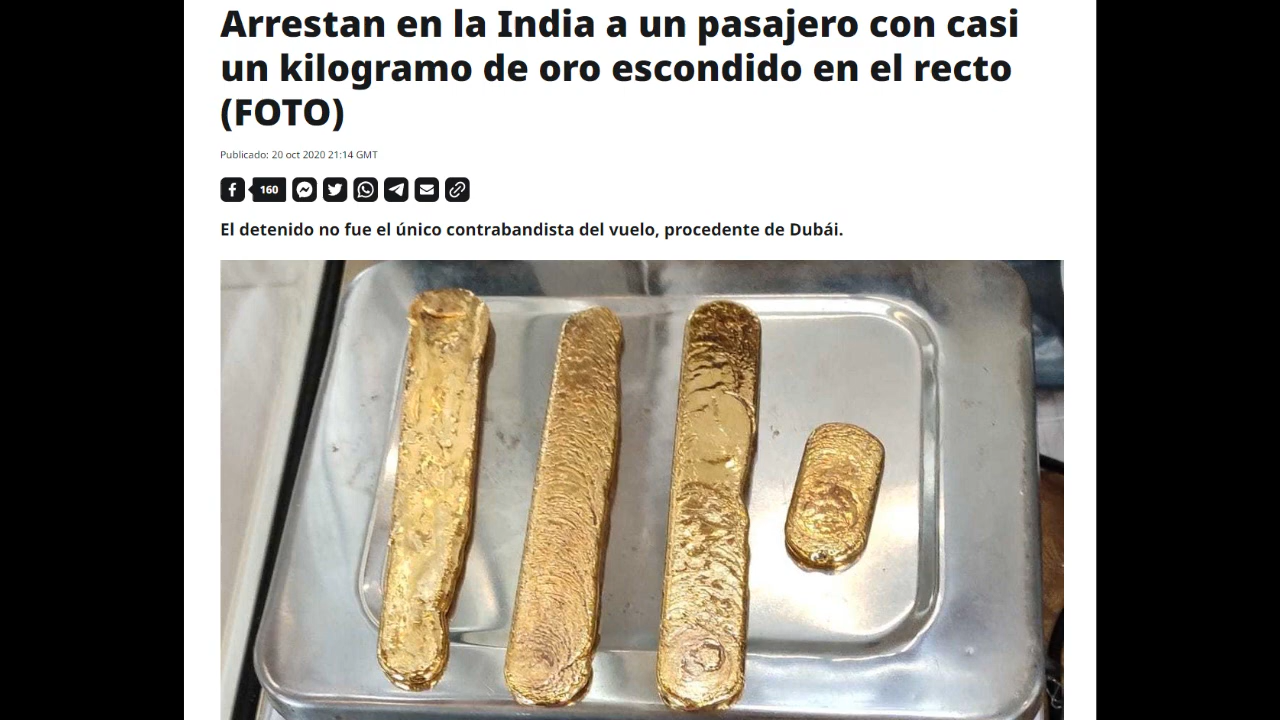 Arrestan en la India a un pasajero con casi
un kilogramo de oro escondido en el recto
(FOTO)
Publicado: 20 oct 2020 21:14 GMT
160
El detenido no fue el único contrabandista del vuelo, procedente de Dubái.